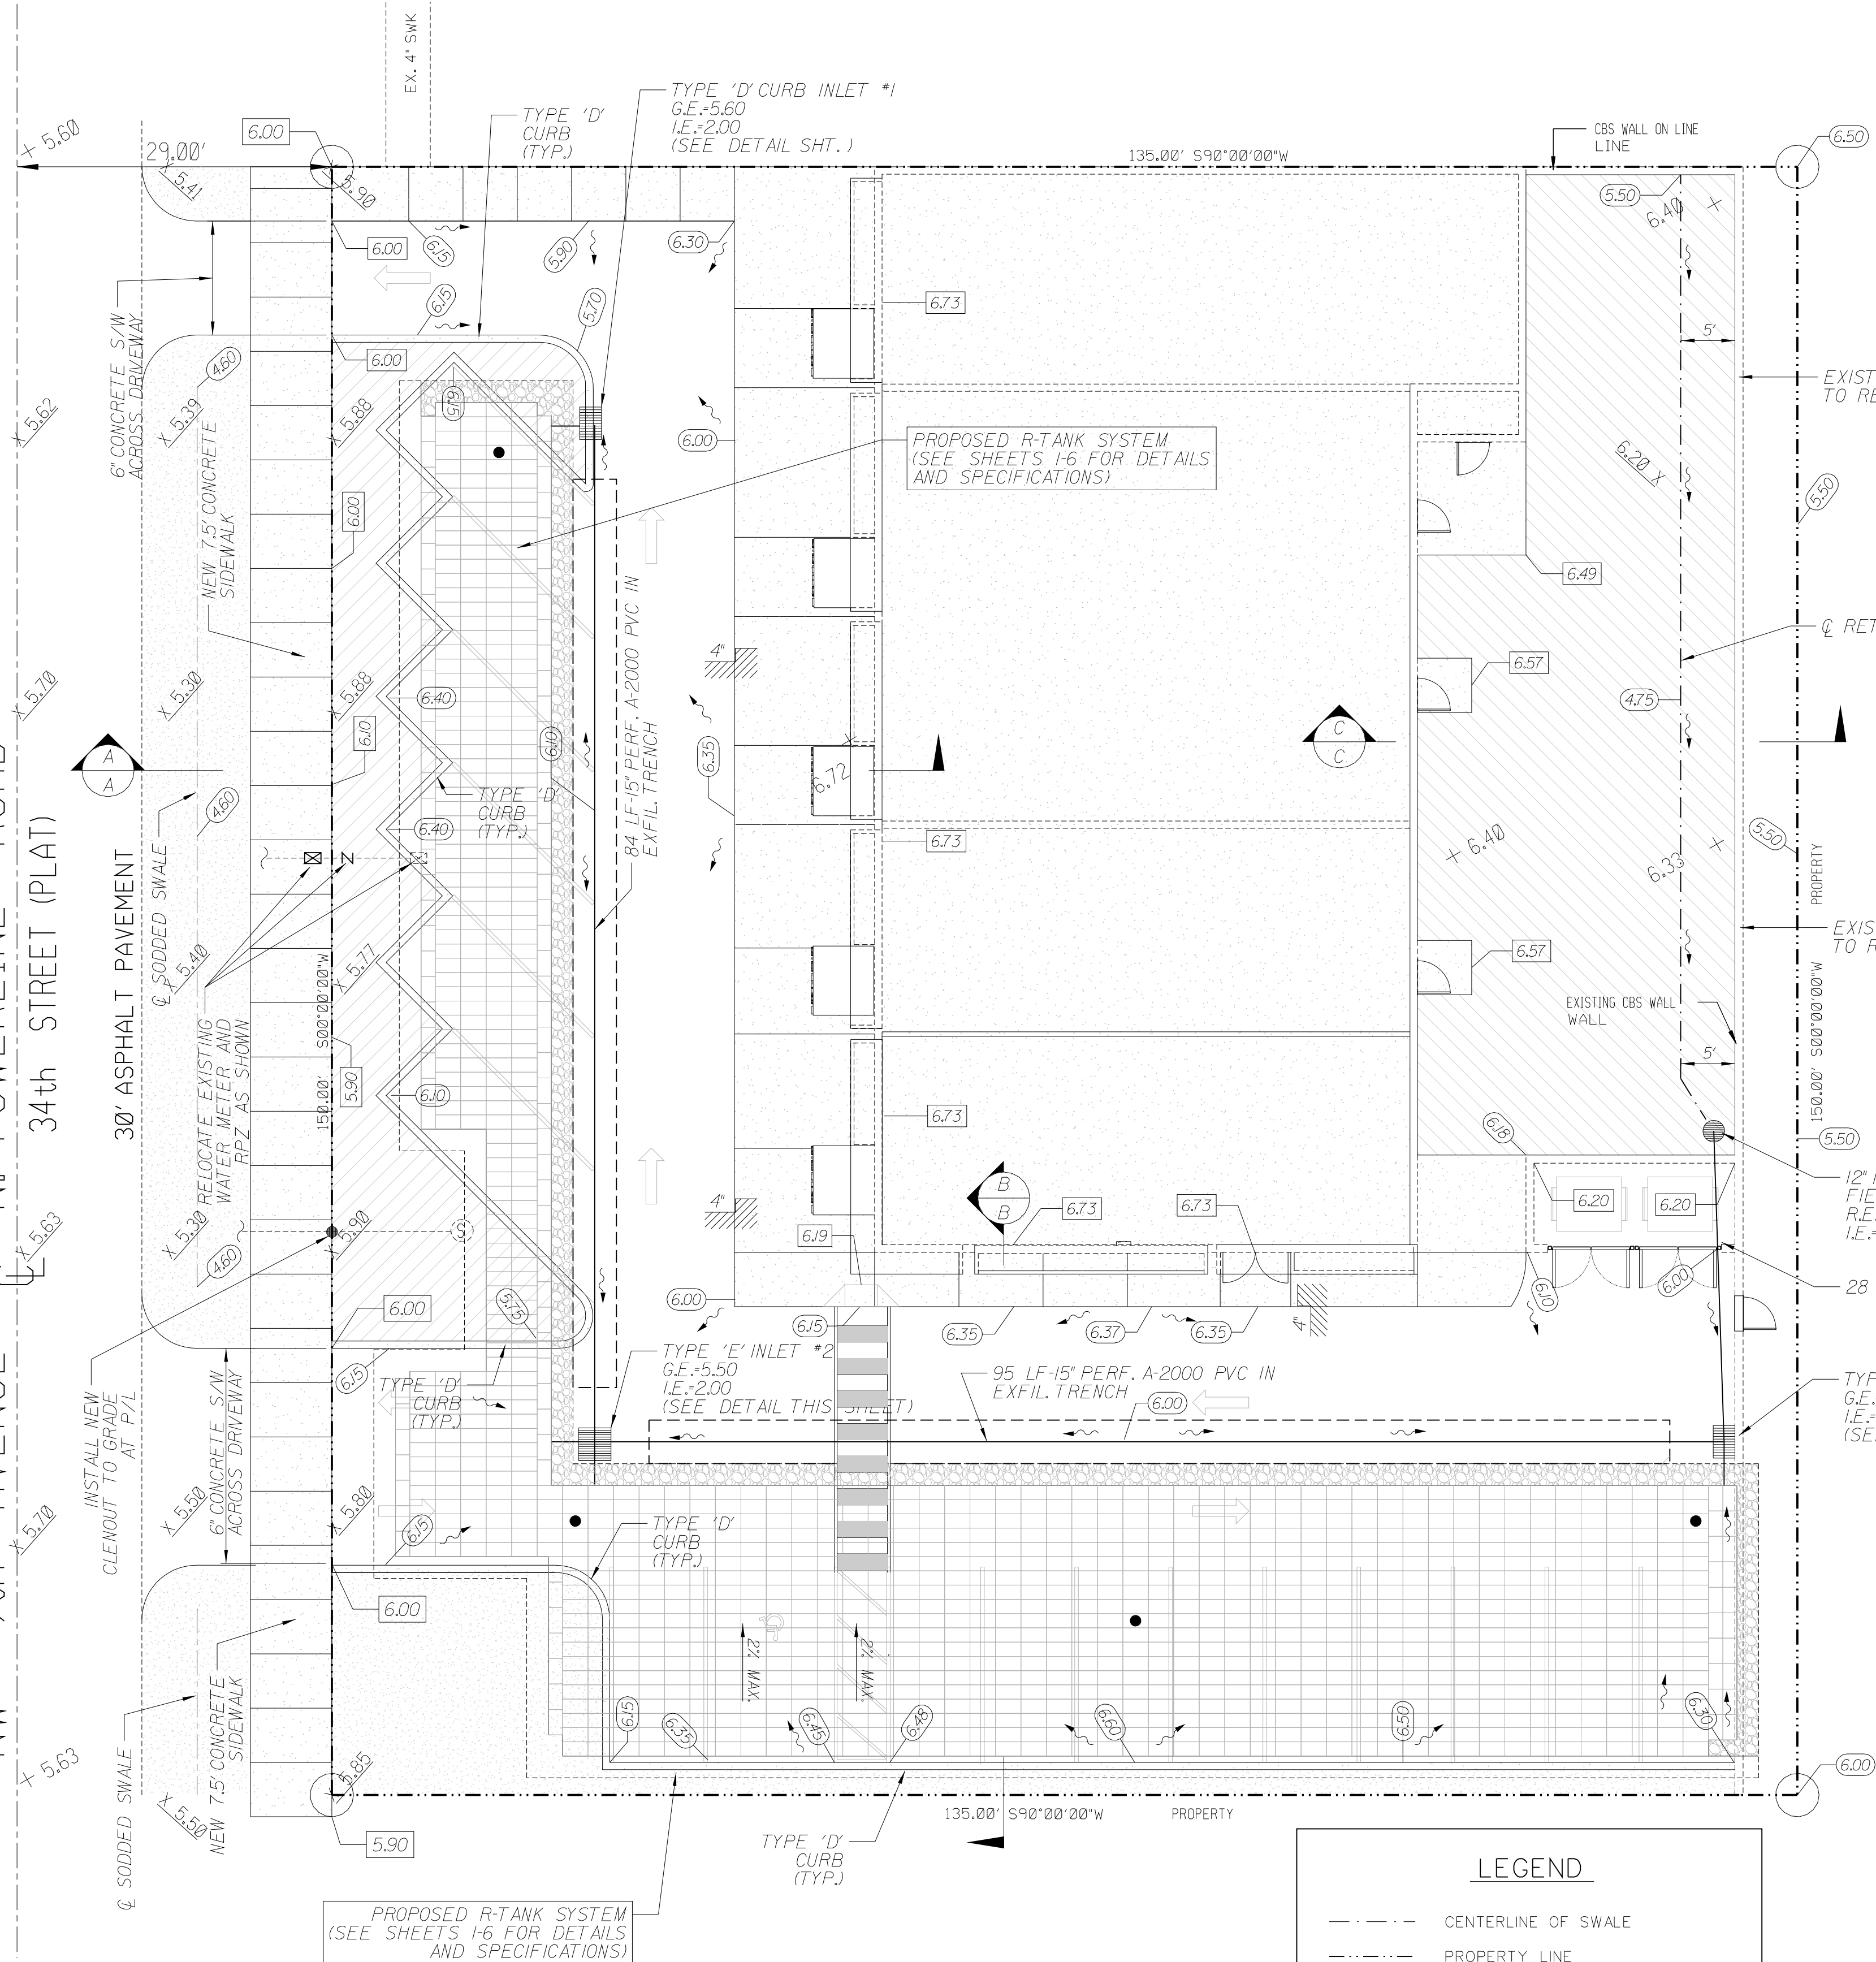 EX. 4" SWK
TYPE 'D' CURB INLET #1
G.E.=5.60
I.E.=2.00
(SEE DETAIL SHT.)
TYPE 'D'
CURB
(TYP.)
6.00
+ 5.60
29.00'
X 5.41
X 5.90
135.00' S90°00'00"W
CBS WALL ON LINE
LINE
6.50
5.50
6.40 X
6.00
6.15
5.90
6.30
6" CONCRETE S/W
ACROSS DRIVEWAY
6.15
5.70
6.00
6.73
5'
4.60
6.15
X 5.62
X 5.39
X 5.88
6.00
PROPOSED R-TANK SYSTEM
(SEE SHEETS 1-6 FOR DETAILS
AND SPECIFICATIONS)
6.20 X
5.50
NEW 7.5' CONCRETE
SIDEWALK
6.00
6.49
84 LF-15" PERF. A-2000 PVC IN
EXFIL. TRENCH
4"
6.57
X 5.70
X 5.30
X 5.88
6.40
4.75
6.10
6.10
6.35
A
A
C
C
6.72 X
TYPE 'D'
CURB
(TYP.)
4.60
6.40
6.73
+ 6.40
6.33 X
5.50
PROPERTY
34th STREET (PLAT)
30' ASPHALT PAVEMENT
℄ SODDED SWALE
X 5.40
X 5.77
6.57
150.00' S00°00'00"W
EXISTING CBS WALL
WALL
5'
150.00' S00°00'00"W
RELOCATE EXISTING
WATER METER AND
RPZ AS SHOWN
5.90
6.10
6.73
6.18
5.50
B
B
6.20
6.20
X 5.63
X 5.30
X 5.90
S
4"
6.73
6.73
6.19
4.60
6.00
6.00
5.75
6.00
6.15
6.35
6.37
6.35
4"
6.10
28
INSTALL NEW
CLENOUT TO GRADE
AT P/L
6.15
TYPE 'D'
CURB
(TYP.)
TYPE 'E' INLET #2
G.E.=5.50
I.E.=2.00
(SEE DETAIL THIS SHEET)
95 LF-15" PERF. A-2000 PVC IN
EXFIL. TRENCH
6.00
6" CONCRETE S/W
ACROSS DRIVEWAY
X 5.70
X 5.50
X 5.80
6.15
TYPE 'D'
CURB
(TYP.)
6.00
2% MAX.
2% MAX.
NEW 7.5' CONCRETE
SIDEWALK
℄ SODDED SWALE
+ 5.63
X 5.50
X 5.85
6.15
6.35
6.45
6.48
6.60
6.50
6.30
6.00
5.90
135.00' S90°00'00"W
PROPERTY
TYPE 'D'
CURB
(TYP.)
PROPOSED R-TANK SYSTEM
(SEE SHEETS 1-6 FOR DETAILS
AND SPECIFICATIONS)
LEGEND
CENTERLINE OF SWALE
PROPERTY LINE